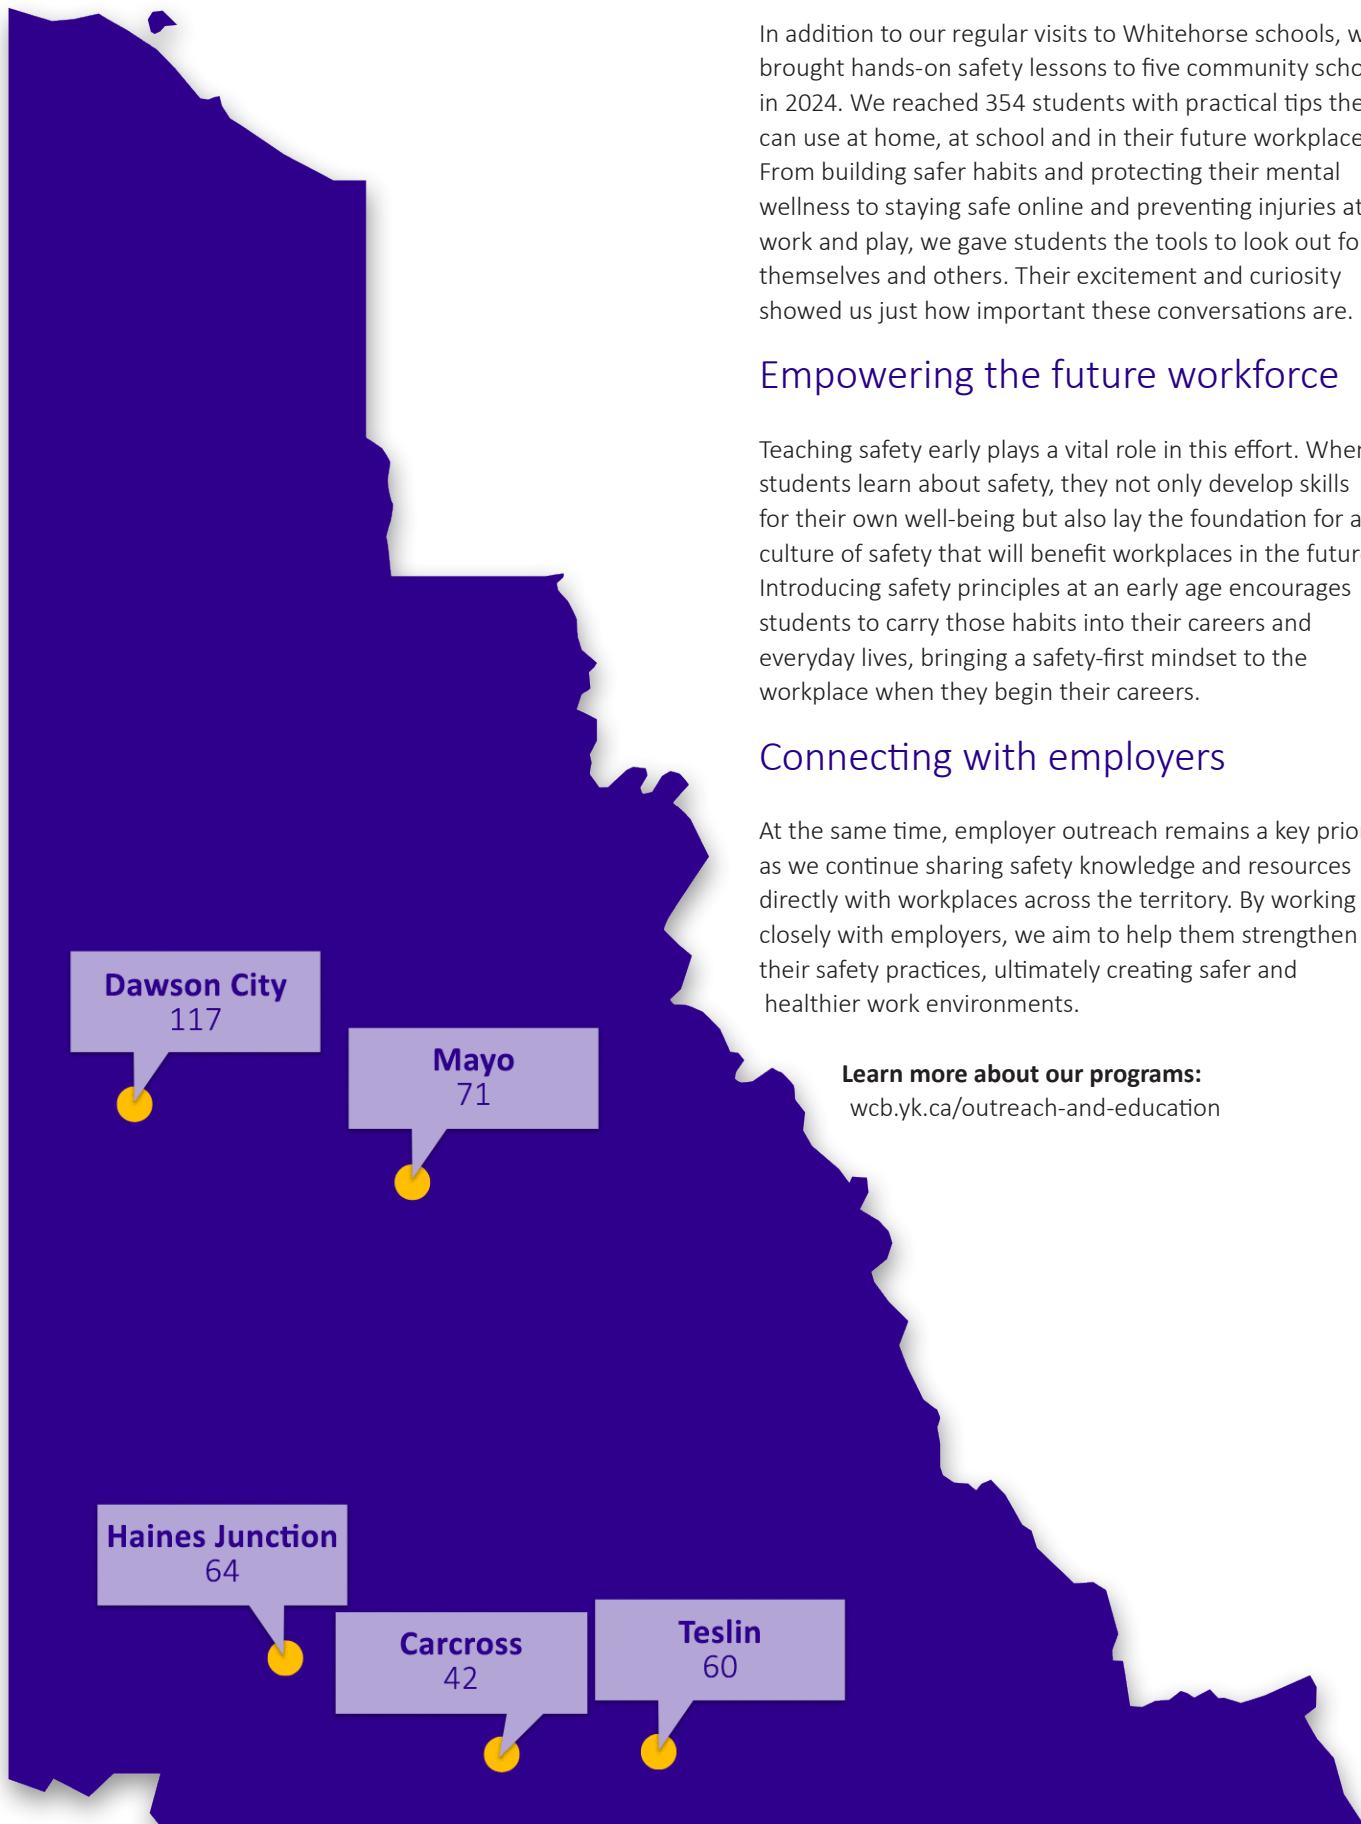 In addition to our regular visits to Whitehorse schools, w
brought hands-on safety lessons to five community scho
in 2024. We reached 354 students with practical tips the
can use at home, at school and in their future workplace
From building safer habits and protecting their mental
wellness to staying safe online and preventing injuries at
work and play, we gave students the tools to look out fo
themselves and others. Their excitement and curiosity
showed us just how important these conversations are.
Empowering the future workforce
Teaching safety early plays a vital role in this effort. When
students learn about safety, they not only develop skills
for their own well-being but also lay the foundation for a
culture of safety that will benefit workplaces in the future
Introducing safety principles at an early age encourages
students to carry those habits into their careers and
everyday lives, bringing a safety-first mindset to the
workplace when they begin their careers.
Connecting with employers
At the same time, employer outreach remains a key prior
as we continue sharing safety knowledge and resources
directly with workplaces across the territory. By working
closely with employers, we aim to help them strengthen
their safety practices, ultimately creating safer and
healthier work environments.
Learn more about our programs:
wcb.yk.ca/outreach-and-education
Dawson City
117
Mayo
71
Haines Junction
64
Carcross
42
Teslin
60